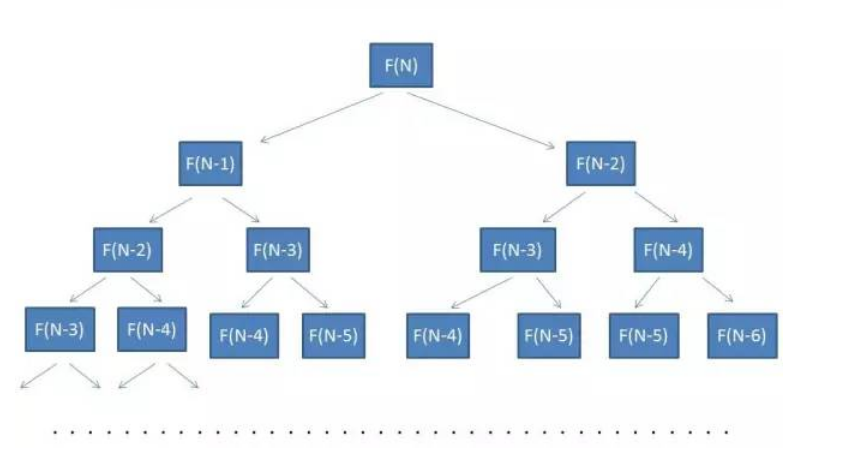 F(N)
F(N-1) F(N-2)
F(N-2) F(N-3) F(N-3) F(N-4)
F(N-3) F(N-4) F(N-4) F(N-5) F(N-4) F(N-5) F(N-5) F(N-6)
. . . . . . . . . . . . . . . . . . . . . . . . . . . . . . . . . . . . . .